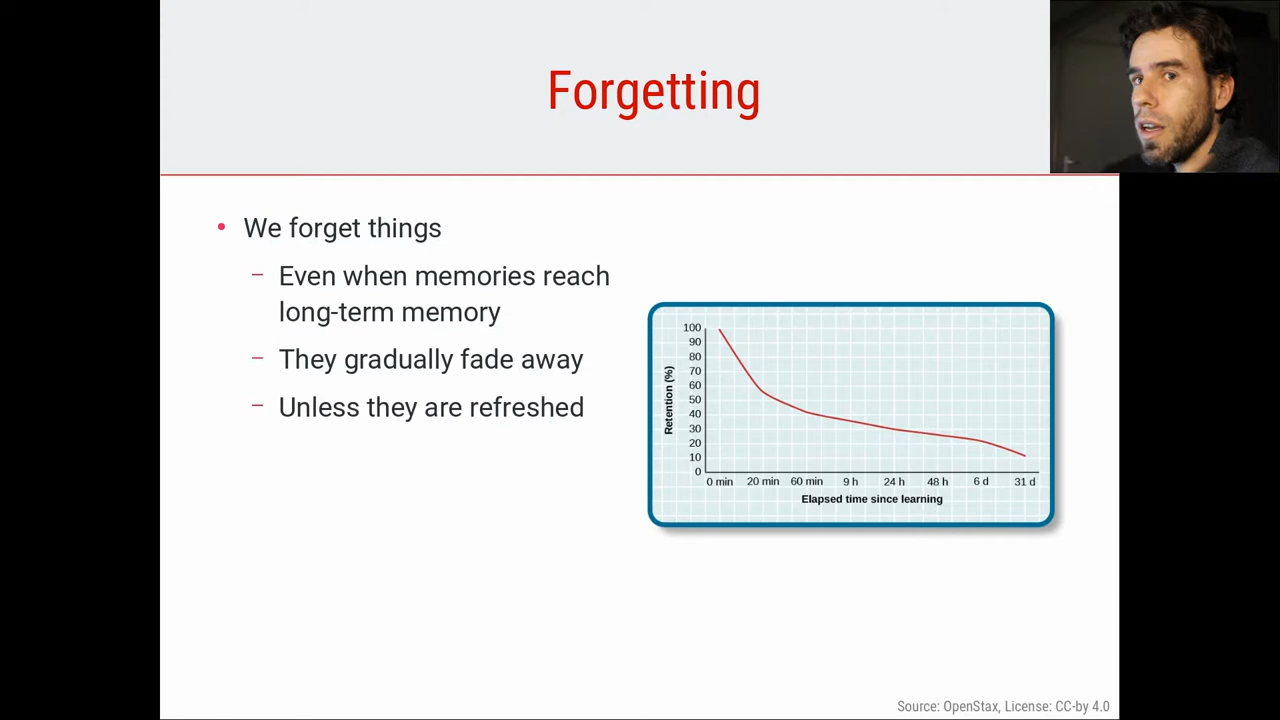 Forgetting
• We forget things
– Even when memories reach
long-term memory
– They gradually fade away
– Unless they are refreshed
100
90
80
70
60
50
40
30
20
10
0
Retention (%)
0 min 20 min 60 min 9 h 24 h 48 h 6 d 31 d
Elapsed time since learning
Source: OpenStax, License: CC-by 4.0